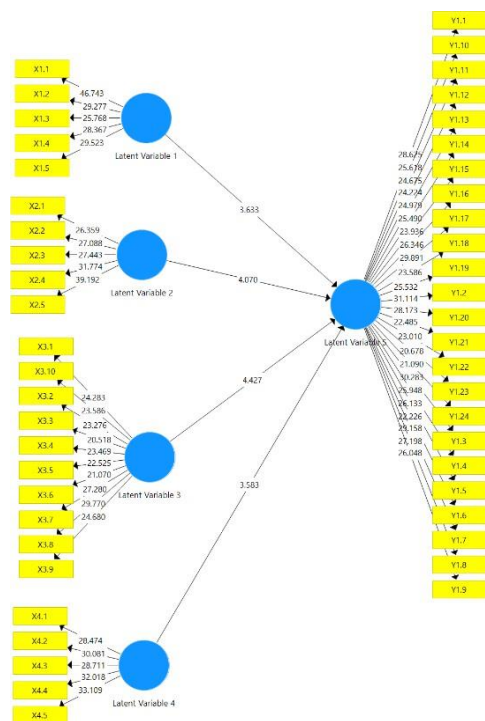 X1.1
X1.2
X1.3
X1.4
X1.5
46.743
29.277
25.768
28.367
29.523
Latent Variable 1
3.633
X2.1
X2.2
X2.3
X2.4
X2.5
26.359
27.088
27.443
31.774
39.192
Latent Variable 2
4.070
X3.1
X3.10
X3.2
X3.3
X3.4
X3.5
X3.6
X3.7
X3.8
X3.9
24.283
23.586
23.276
20.518
23.469
22.525
21.070
27.280
29.770
24.680
Latent Variable 3
4.427
X4.1
X4.2
X4.3
X4.4
X4.5
28.474
30.081
28.711
32.018
33.109
Latent Variable 4
3.583
Latent Variable 5
28.625
25.618
24.675
24.224
24.979
25.490
23.936
26.346
29.891
23.586
25.532
31.114
28.173
22.485
23.010
20.678
21.090
30.283
25.948
26.133
22.226
29.158
27.198
26.048
Y1.1
Y1.10
Y1.11
Y1.12
Y1.13
Y1.14
Y1.15
Y1.16
Y1.17
Y1.18
Y1.19
Y1.2
Y1.20
Y1.21
Y1.22
Y1.23
Y1.24
Y1.3
Y1.4
Y1.5
Y1.6
Y1.7
Y1.8
Y1.9